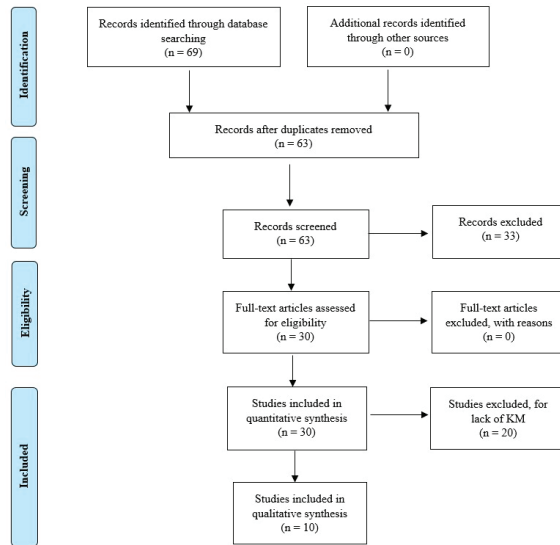 Identification
Records identified through database
searching
(n = 69)
Additional records identified
through other sources
(n = 0)
Records after duplicates removed
(n = 63)
Screening
Records screened
(n = 63)
Records excluded
(n = 33)
Eligibility
Full-text articles assessed
for eligibility
(n = 30)
Full-text articles
excluded, with reasons
(n = 0)
Included
Studies included in
quantitative synthesis
(n = 30)
Studies excluded, for
lack of KM
(n = 20)
Studies included in
qualitative synthesis
(n = 10)